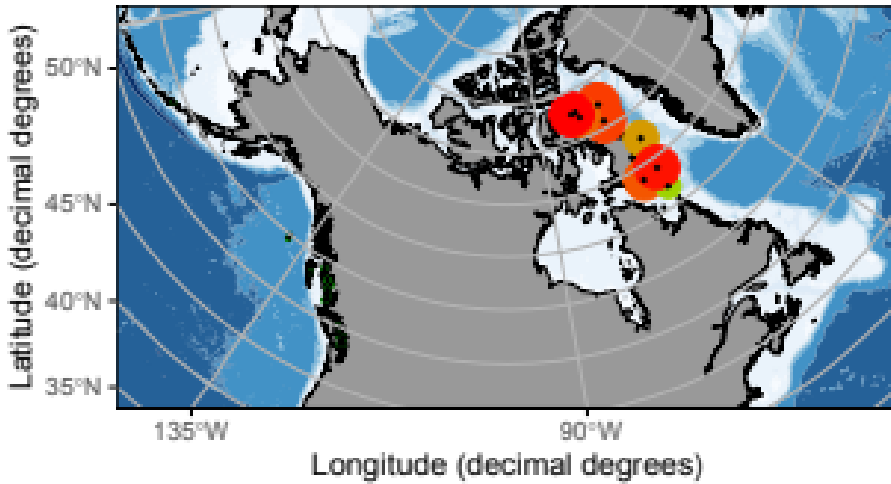 Latitude (decimal degrees)
50°N
45°N
40°N
35°N
135°W
90°W
Longitude (decimal degrees)